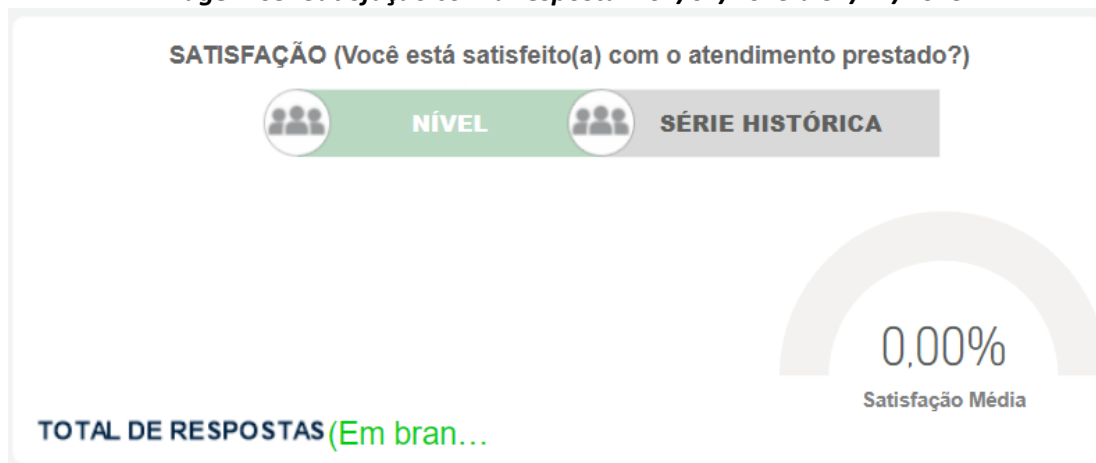 SATISFAÇÃO (Você está satisfeito(a) com o atendimento prestado?)
NÍVEL SÉRIE HISTÓRICA
0,00%
Satisfação Média
TOTAL DE RESPOSTAS (Em bran...